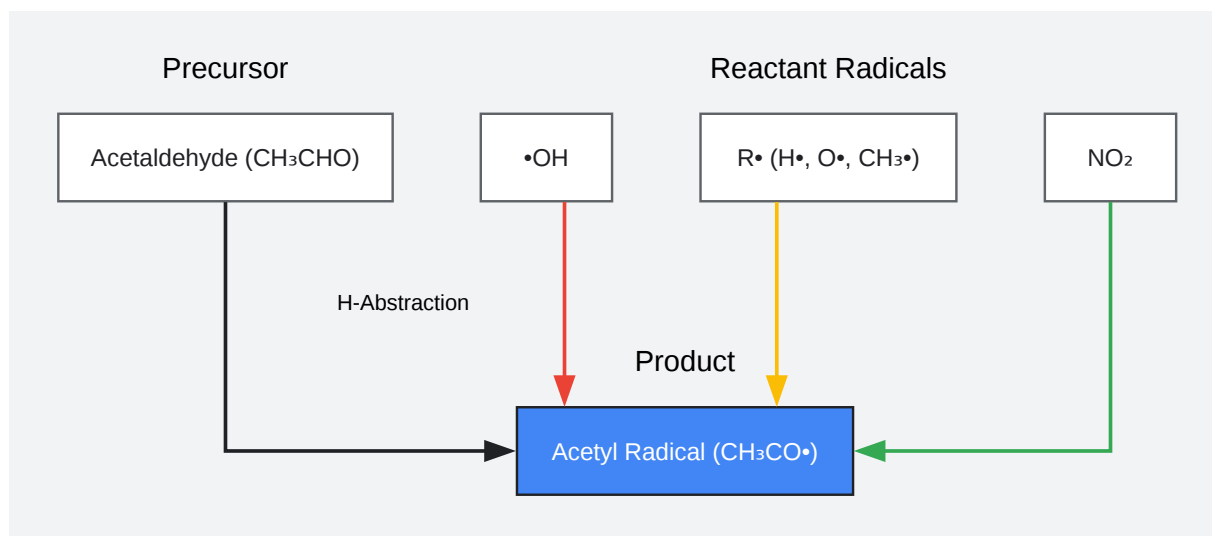 Precursor
Reactant Radicals
Acetaldehyde (CH₃CHO)
•OH
R• (H•, O•, CH₃•)
NO₂
H-Abstraction
Product
Acetyl Radical (CH₃CO•)